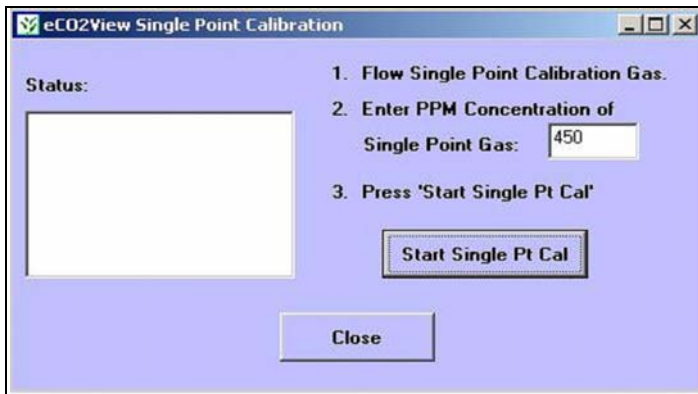 eCO2View Single Point Calibration
Status:
1. Flow Single Point Calibration Gas.
2. Enter PPM Concentration of
Single Point Gas: 450
3. Press 'Start Single Pt Cal'
Start Single Pt Cal
Close